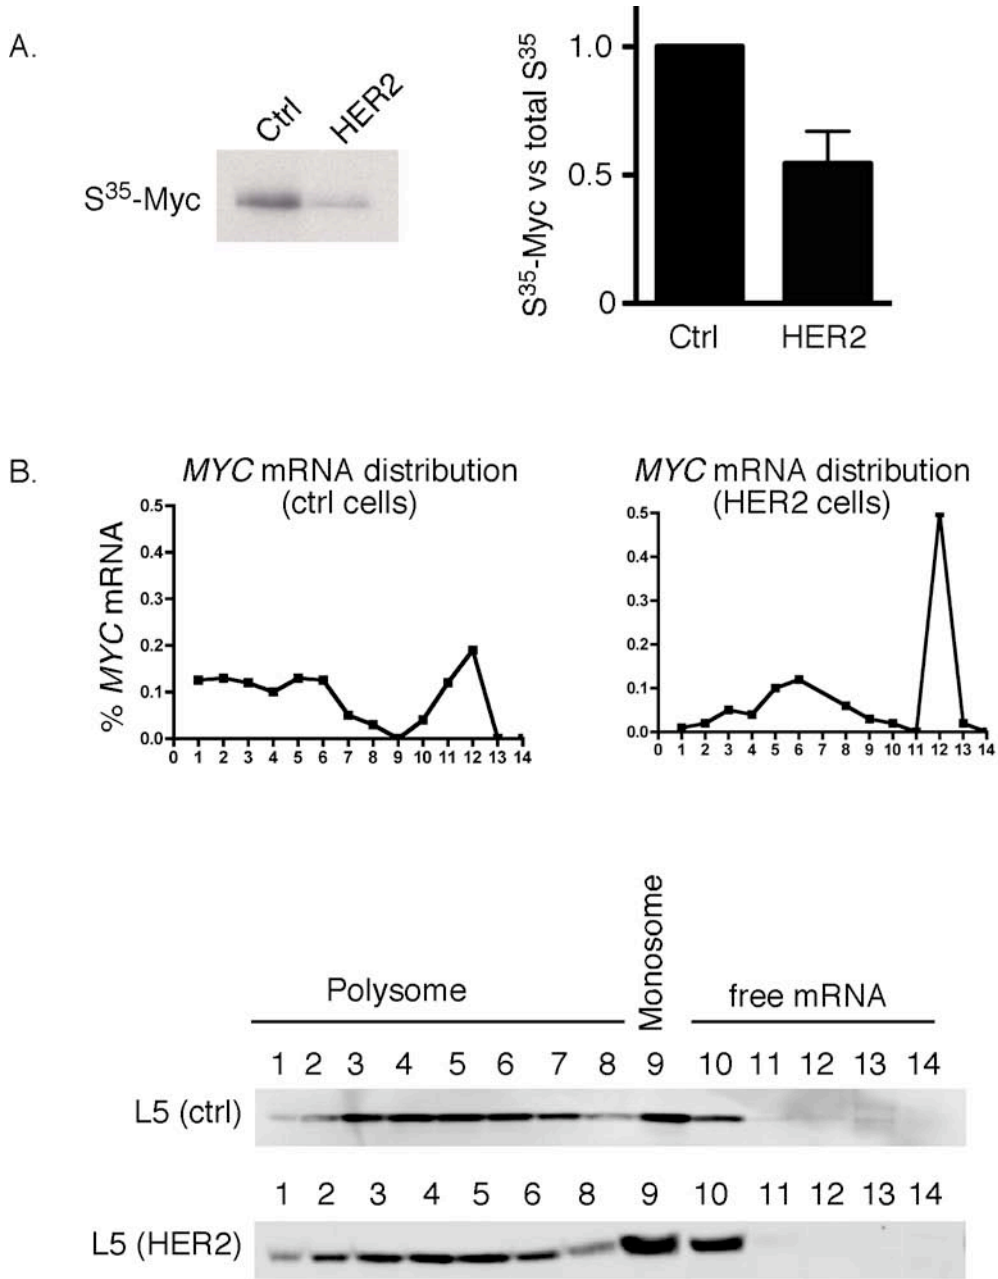 A.
Ctrl
HER2
S35-Myc
S35-Myc vs total S35
1.0
0.5
0
Ctrl HER2
B.
MYC mRNA distribution
(ctrl cells)
% MYC mRNA
0.5
0.4
0.3
0.2
0.1
0.0
0 1 2 3 4 5 6 7 8 9 10 11 12 13 14
MYC mRNA distribution
(HER2 cells)
0.5
0.4
0.3
0.2
0.1
0.0
0 1 2 3 4 5 6 7 8 9 10 11 12 13 14
Polysome
Monosome
free mRNA
1 2 3 4 5 6 7 8 9 10 11 12 13 14
L5 (ctrl)
1 2 3 4 5 6 8 9 10 11 12 13 14
L5 (HER2)